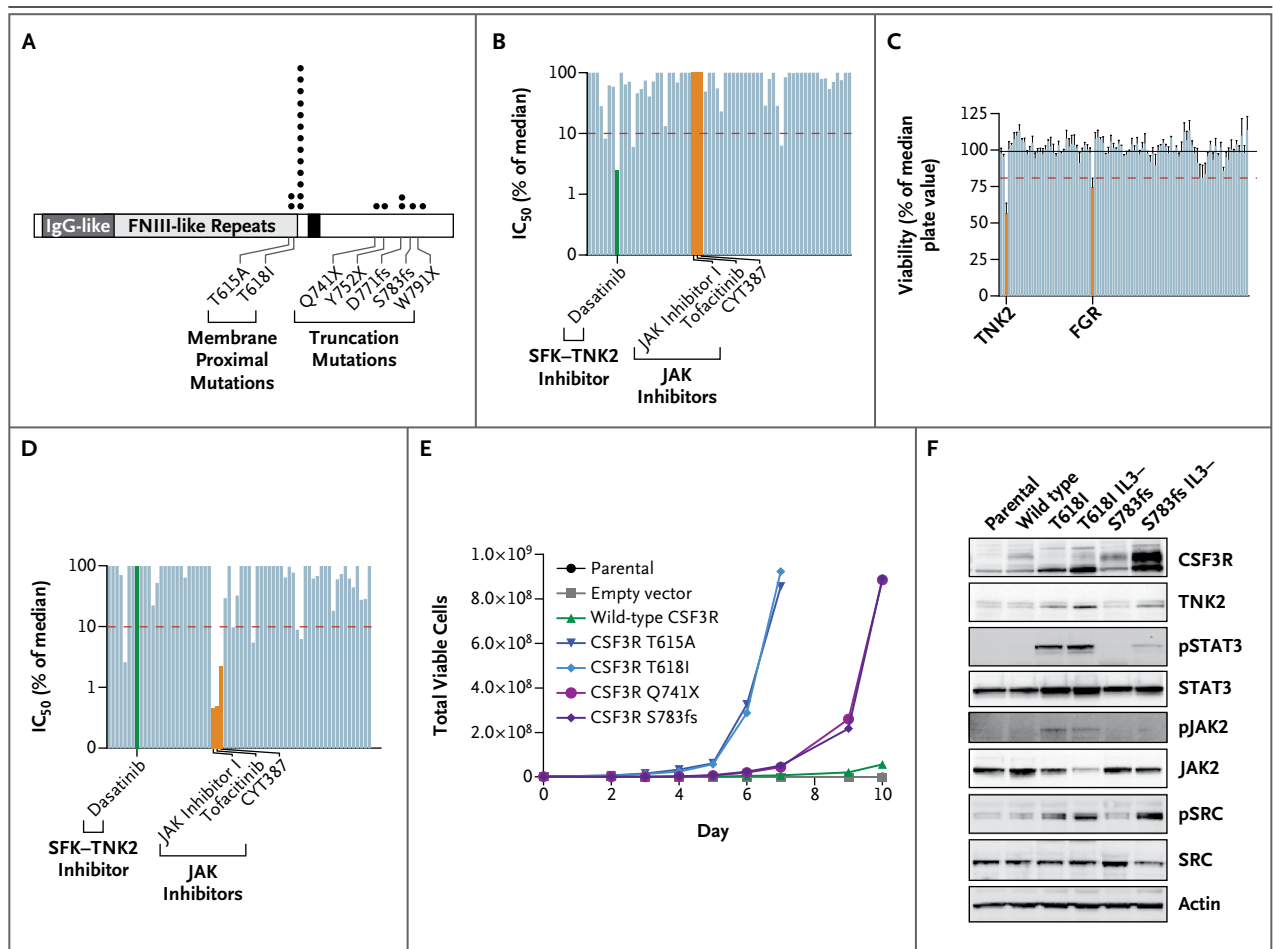 A
IgG-like
FNIII-like Repeats
T615A
T618I
Q741X
Y752X
D771fs
S783fs
W791X
Membrane
Proximal
Mutations
Truncation
Mutations
B
IC50 (% of median)
100
10
1
0
Dasatinib
JAK Inhibitor I
Tofacitinib
CYT387
SFK–TNK2
Inhibitor
JAK
Inhibitors
C
Viability (% of median
plate value)
125
100
75
50
25
0
TNK2
FGR
D
IC50 (% of median)
100
10
1
0
Dasatinib
JAK Inhibitor I
Tofacitinib
CYT387
SFK–TNK2
Inhibitor
JAK
Inhibitors
E
Total Viable Cells
1.0×10⁹
8.0×10⁸
6.0×10⁸
4.0×10⁸
2.0×10⁸
0
Parental
Empty vector
Wild-type CSF3R
CSF3R T615A
CSF3R T618I
CSF3R Q741X
CSF3R S783fs
0 2 4 6 8 10
Day
F
Parental
Wild type
T618I
T618I IL3–
S783fs
S783fs IL3–
CSF3R
TNK2
pSTAT3
STAT3
pJAK2
JAK2
pSRC
SRC
Actin